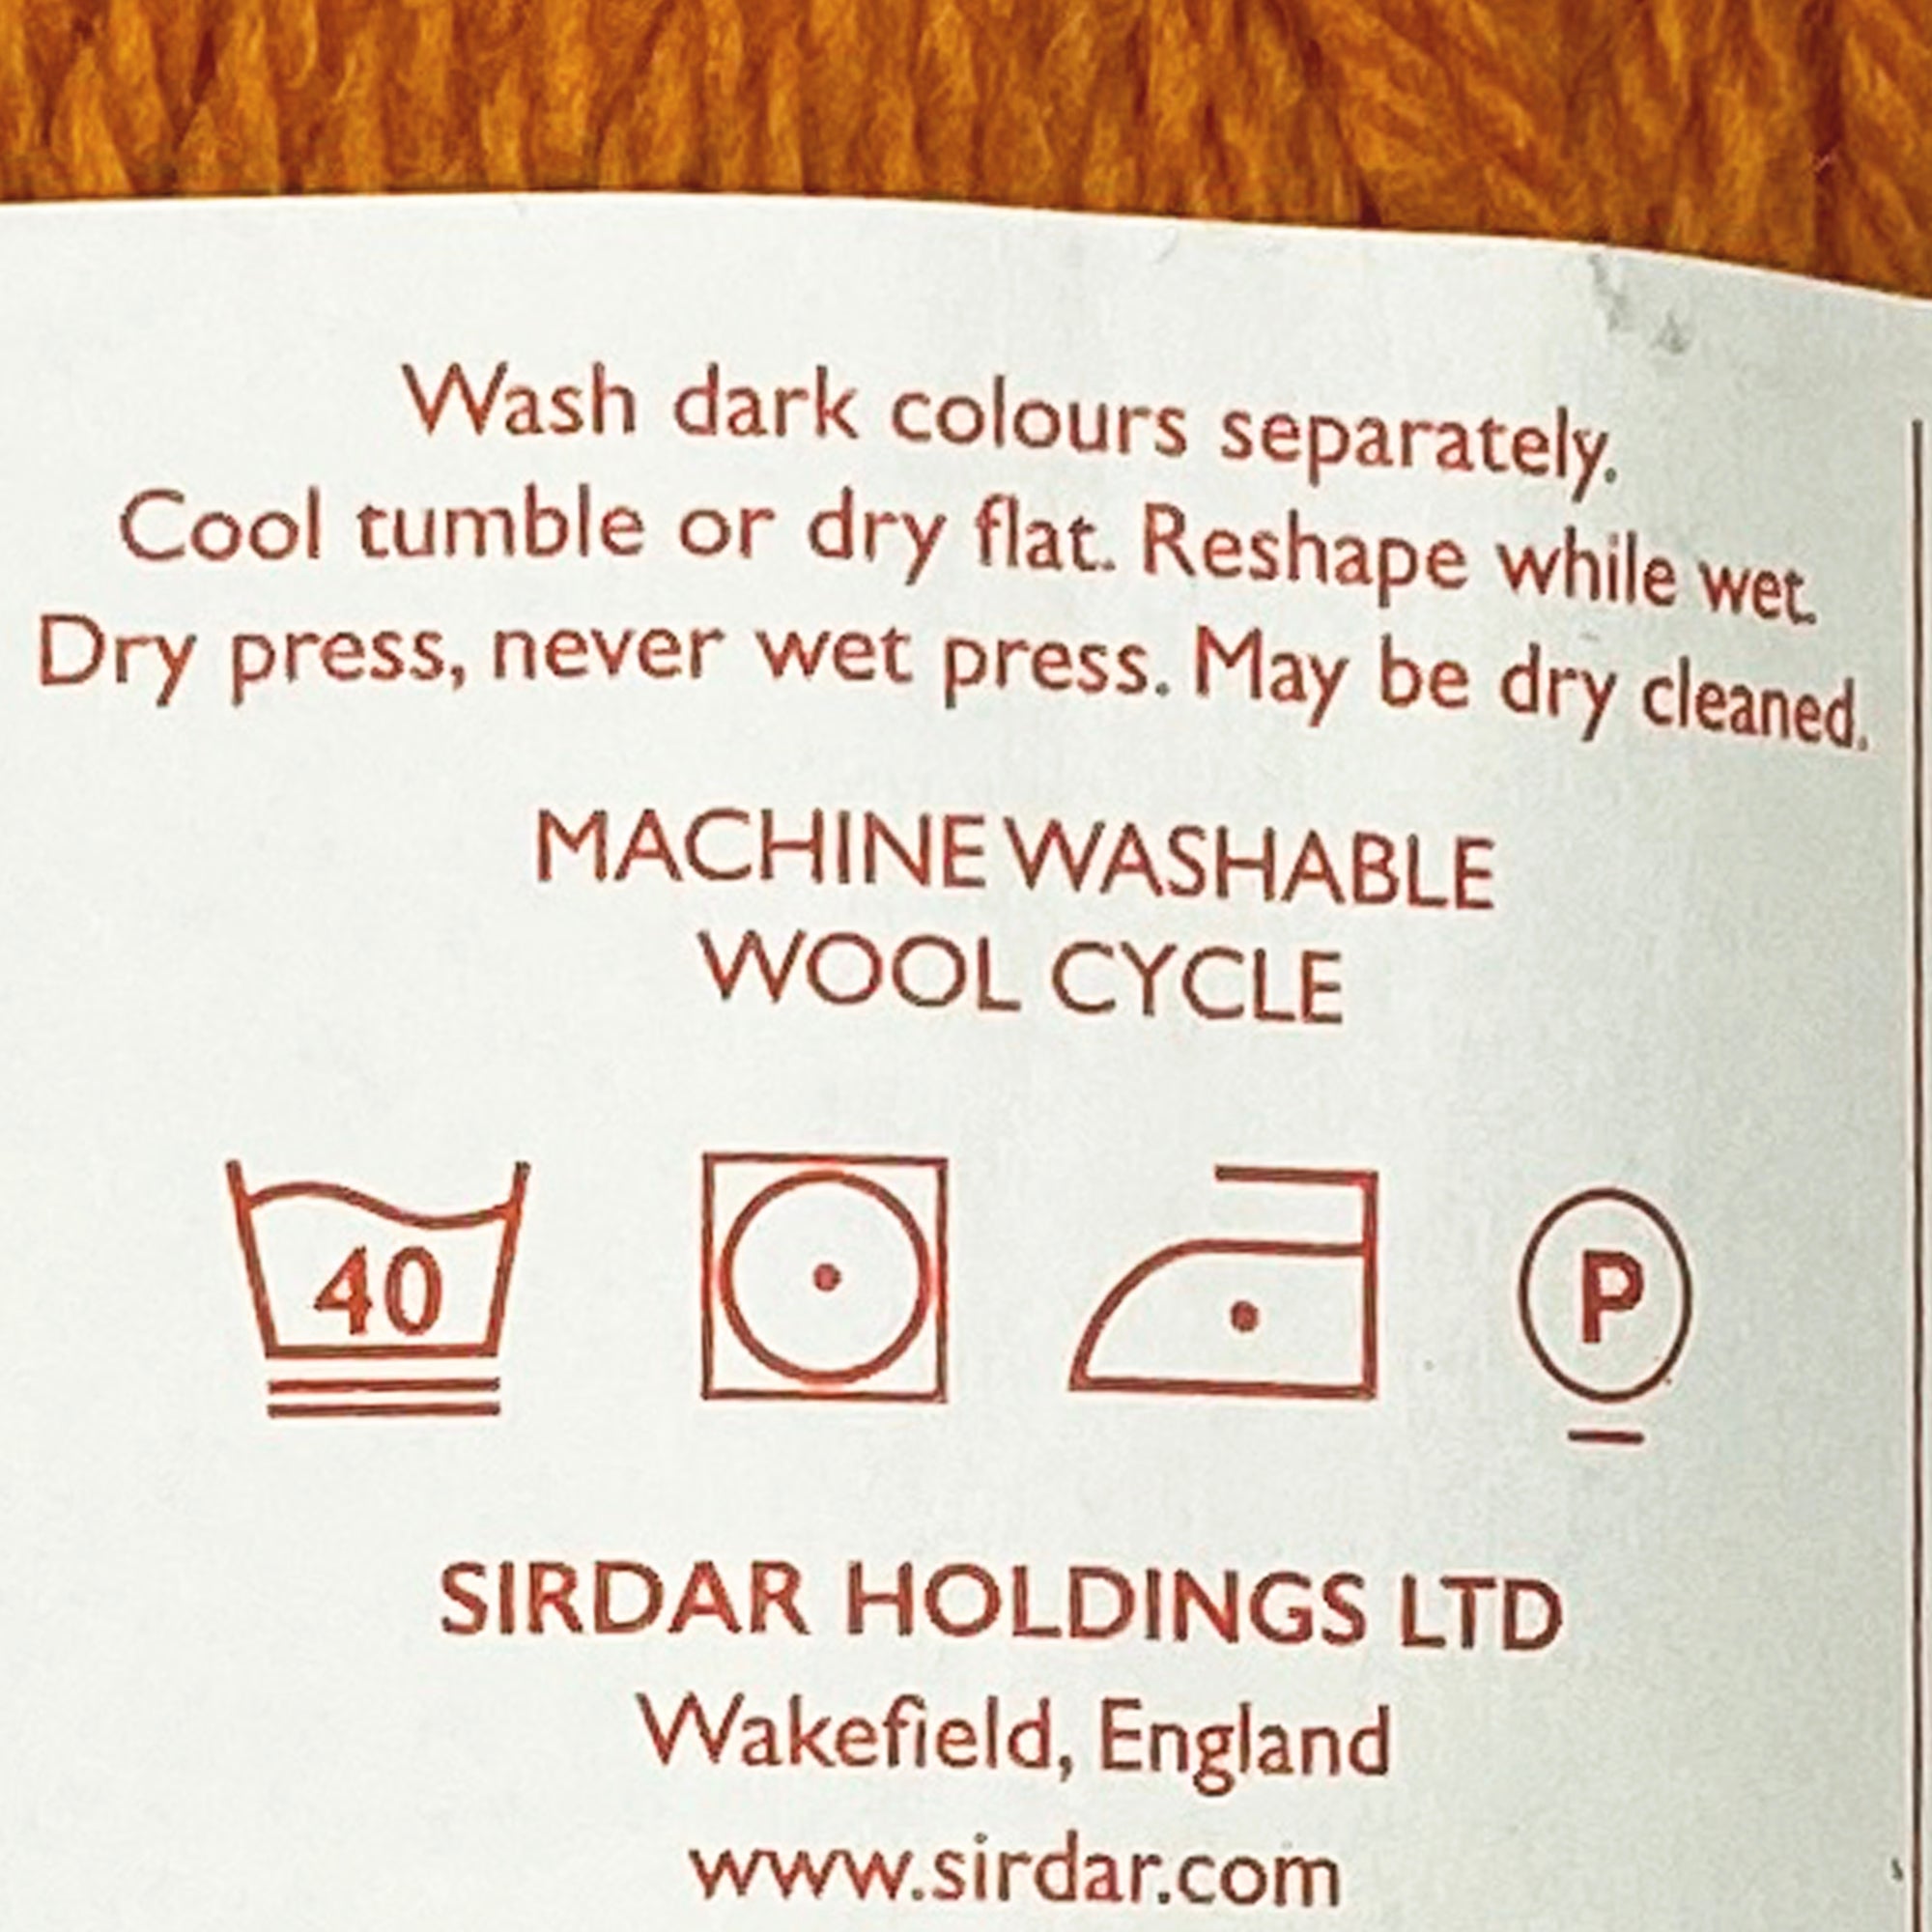 Wash dark colours separately.
Cool tumble or dry flat. Reshape while wet.
Dry press, never wet press. May be dry cleaned.
MACHINE WASHABLE
WOOL CYCLE
40
P
SIRDAR HOLDINGS LTD
Wakefield, England
www.sirdar.com